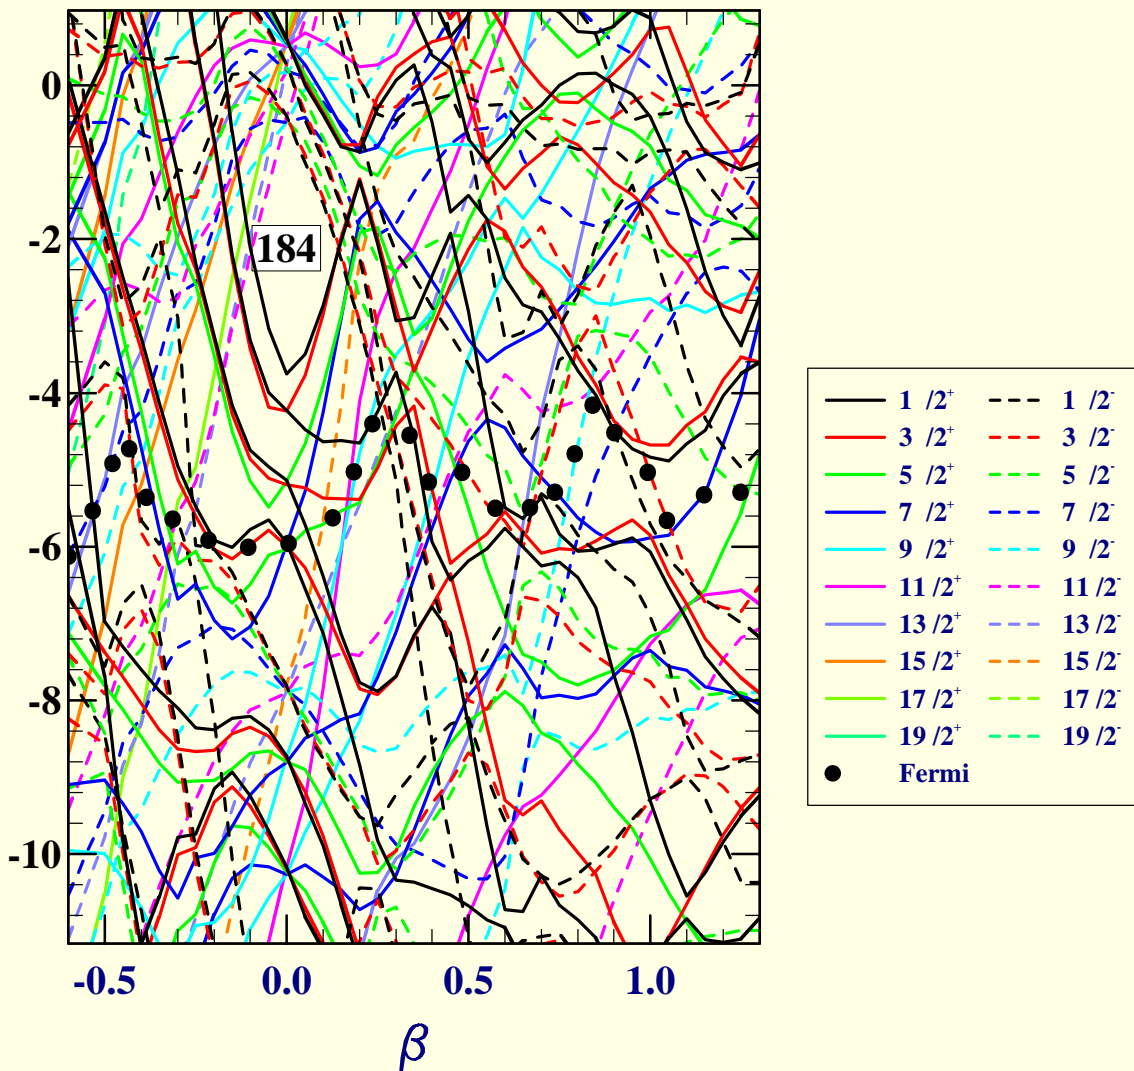 0
-2
184
-4
-6
-8
-10
-0.5 0.0 0.5 1.0
β
1 /2+ 1 /2-
3 /2+ 3 /2-
5 /2+ 5 /2-
7 /2+ 7 /2-
9 /2+ 9 /2-
11 /2+ 11 /2-
13 /2+ 13 /2-
15 /2+ 15 /2-
17 /2+ 17 /2-
19 /2+ 19 /2-
Fermi